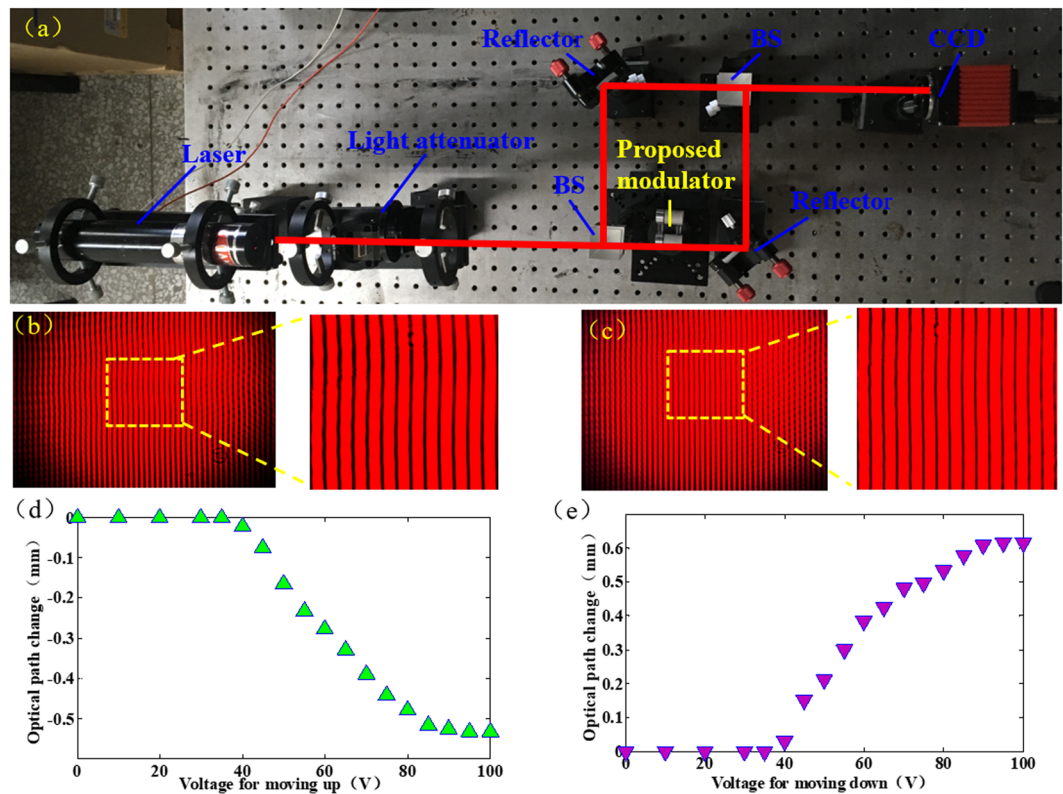 (a)
Reflector
BS
CCD
Laser
Light attenuator
Proposed
modulator
BS
Reflector
(b)
(c)
(d)
Optical path change (mm)
0
-0.1
-0.2
-0.3
-0.4
-0.5
0 20 40 60 80 100
Voltage for moving up (V)
(e)
Optical path change (mm)
0.6
0.5
0.4
0.3
0.2
0.1
0
0 20 40 60 80 100
Voltage for moving down (V)